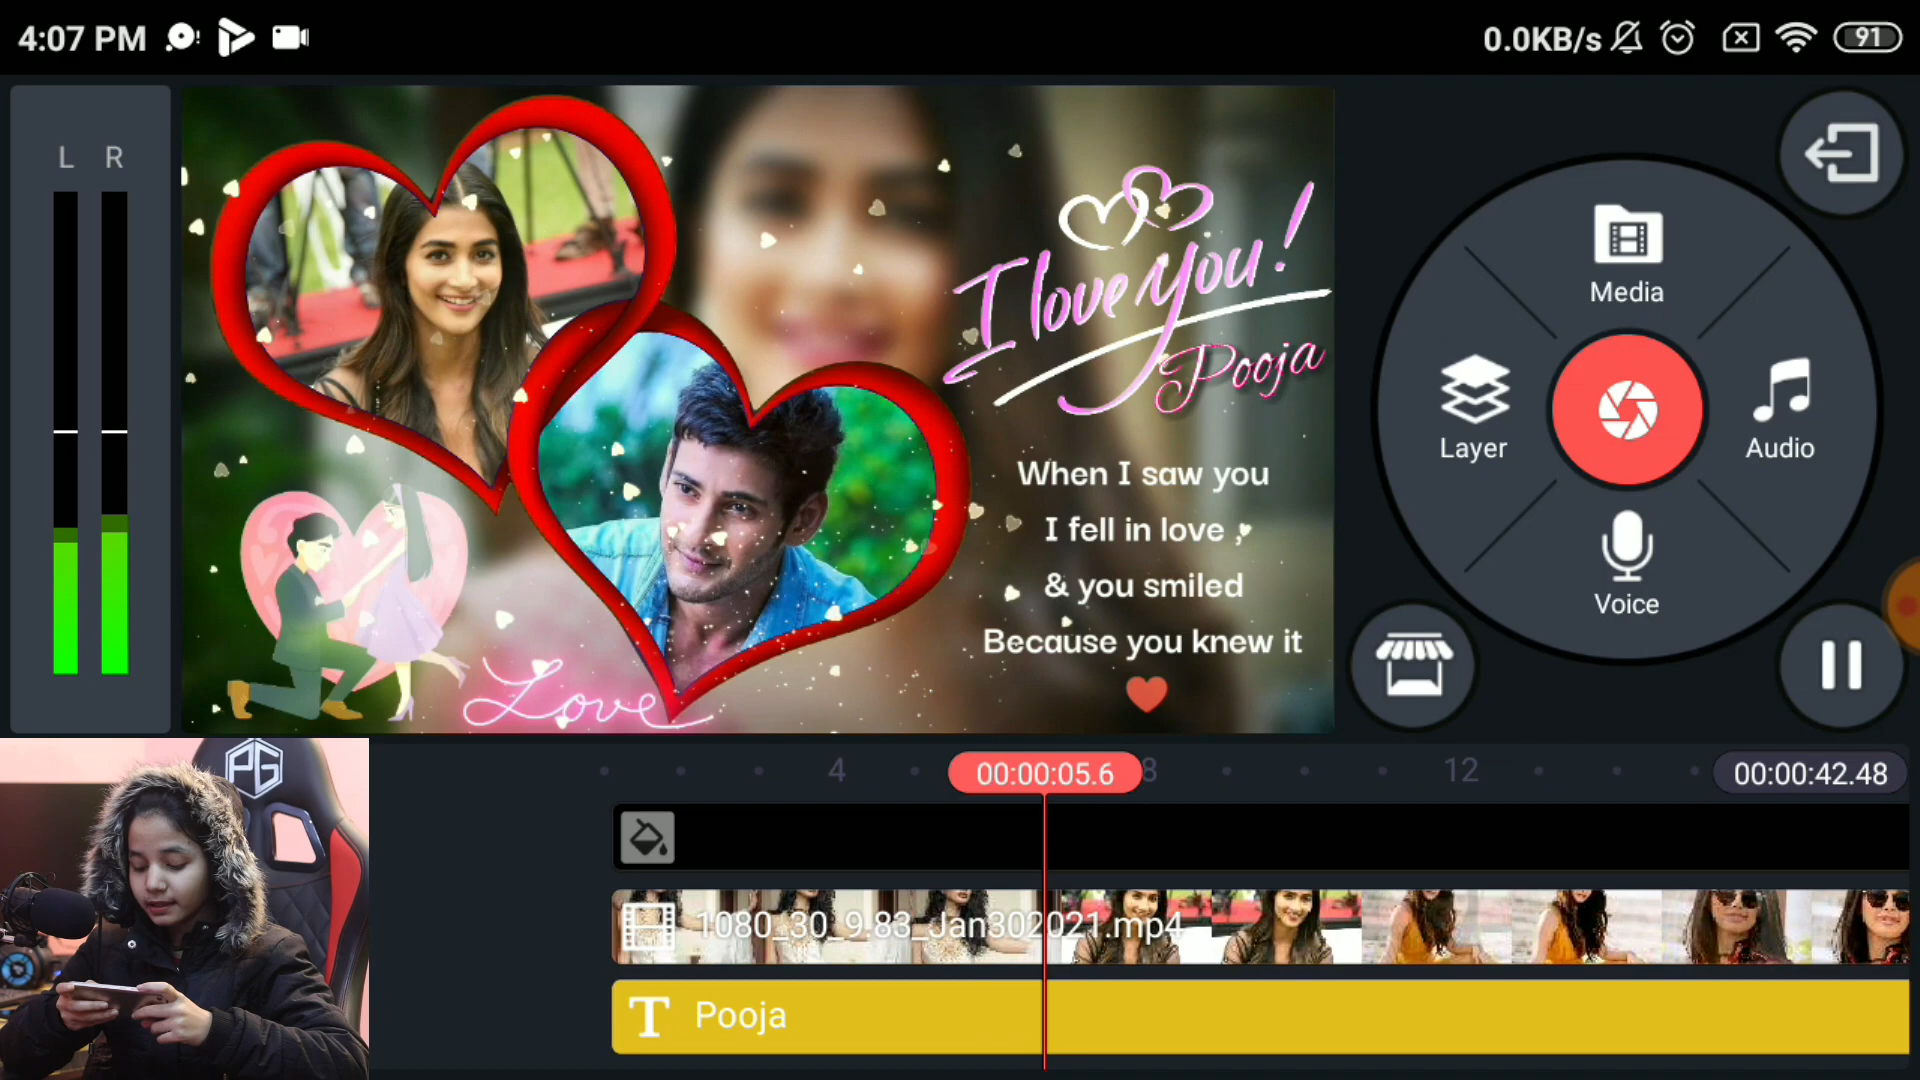 4:07 PM
0.0KB/s
91
L R
I love you!
Pooja
When I saw you
I fell in love ,
& you smiled
Because you knew it
Love
Media
Layer
Audio
Voice
PG
4
00:00:05.6
8
12
00:00:42.48
1080_30_9.83_Jan302021.mp4
T Pooja